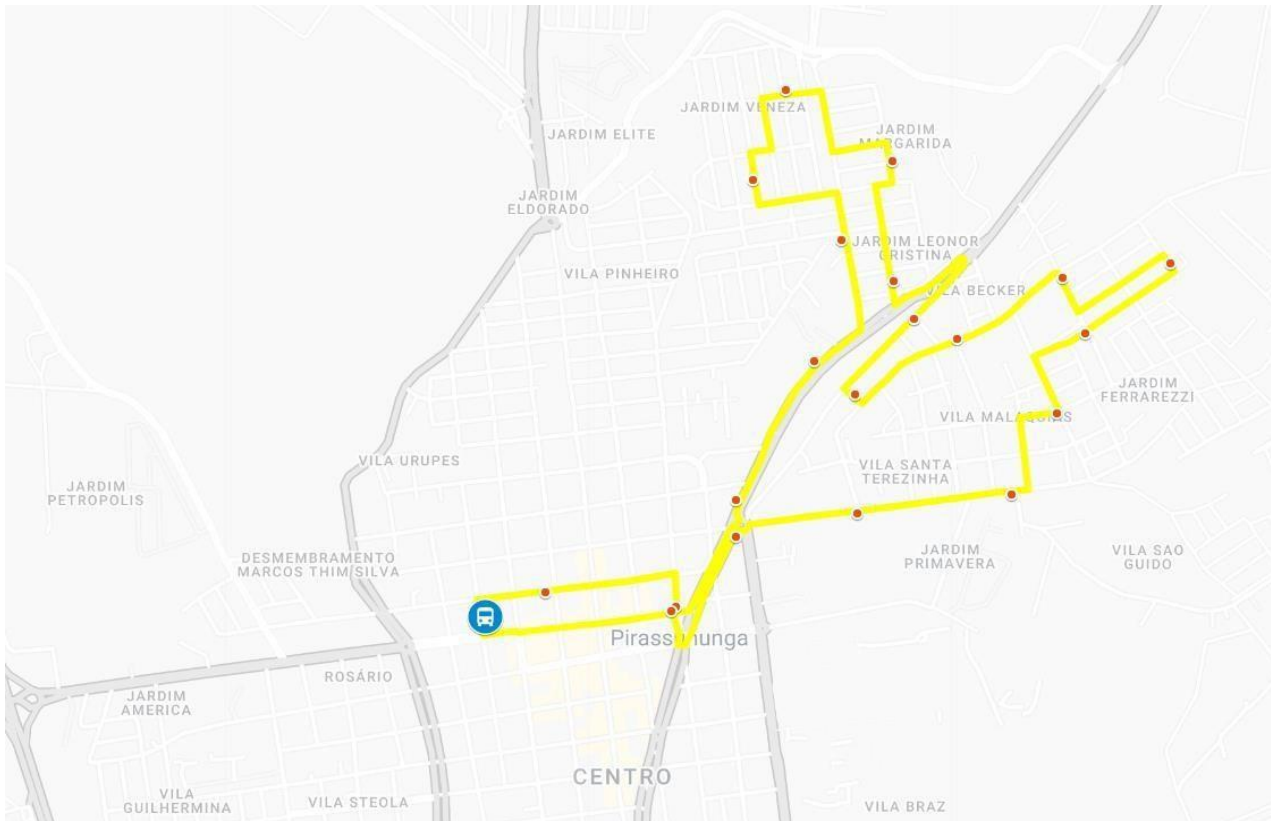 JARDIM VENEZA
JARDIM ELITE
JARDIM
MARGARIDA
JARDIM
ELDORADO
JARDIM LEONOR
CRISTINA
VILA PINHEIRO
VILA BECKER
JARDIM
FERRAREZZI
VILA MALAQUIAS
VILA URUPES
VILA SANTA
TEREZINHA
JARDIM
PETROPOLIS
DESMEMBRAMENTO
MARCOS THIM SILVA
JARDIM
PRIMAVERA
VILA SAO
GUIDO
Pirassununga
ROSÁRIO
JARDIM
AMERICA
CENTRO
VILA
GUILHERMINA
VILA STEOLA
VILA BRAZ